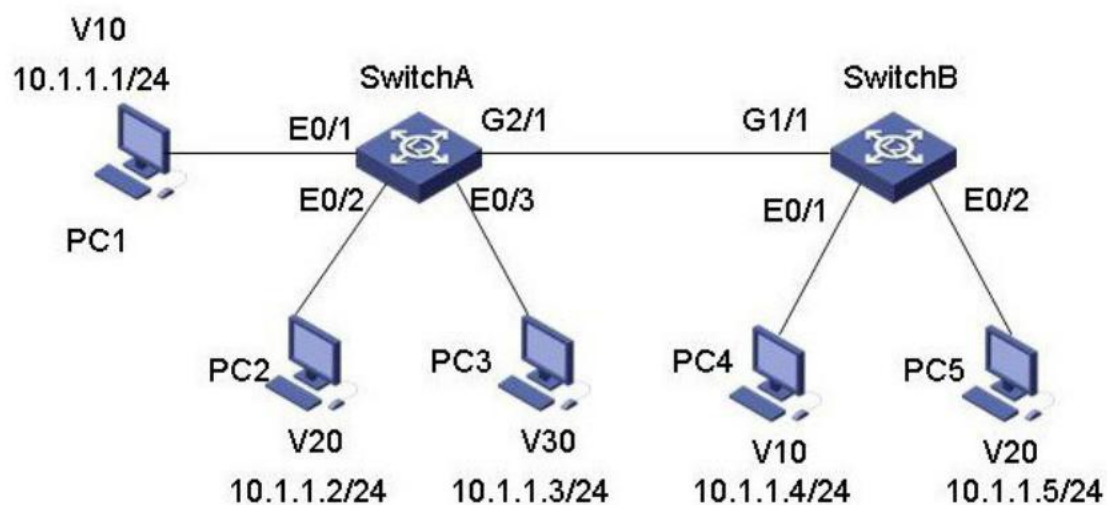 V10
10.1.1.1/24
PC1
SwitchA
E0/1
G2/1
E0/2
E0/3
SwitchB
G1/1
E0/1
E0/2
PC2
V20
10.1.1.2/24
PC3
V30
10.1.1.3/24
PC4
V10
10.1.1.4/24
PC5
V20
10.1.1.5/24